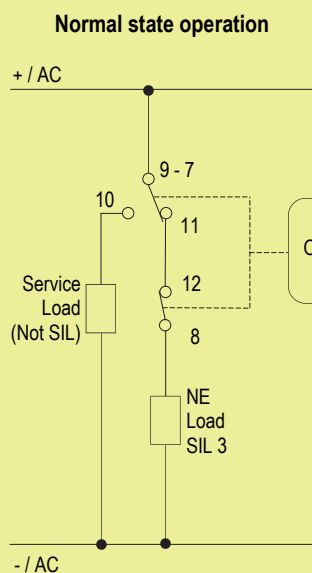 Normal state operation
+ / AC
9 - 7
10
11
12
Service
Load
(Not SIL)
8
NE
Load
SIL 3
- / AC